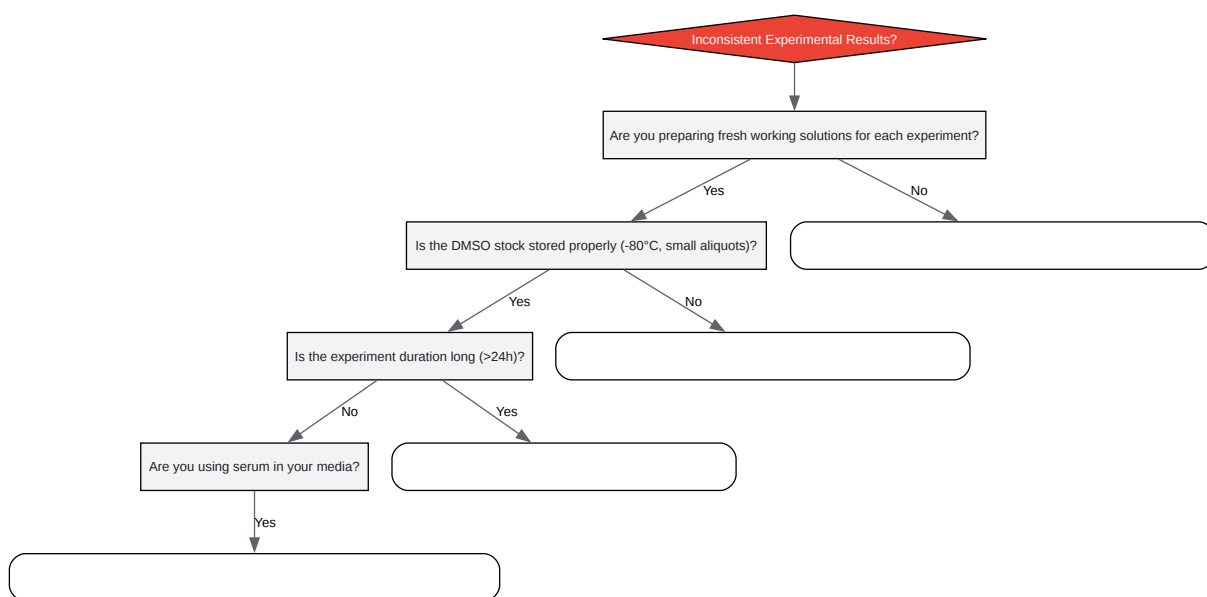 Inconsistent Experimental Results?
Are you preparing fresh working solutions for each experiment?
Yes
No
Is the DMSO stock stored properly (-80°C, small aliquots)?
Yes
No
Is the experiment duration long (>24h)?
No
Yes
Are you using serum in your media?
Yes